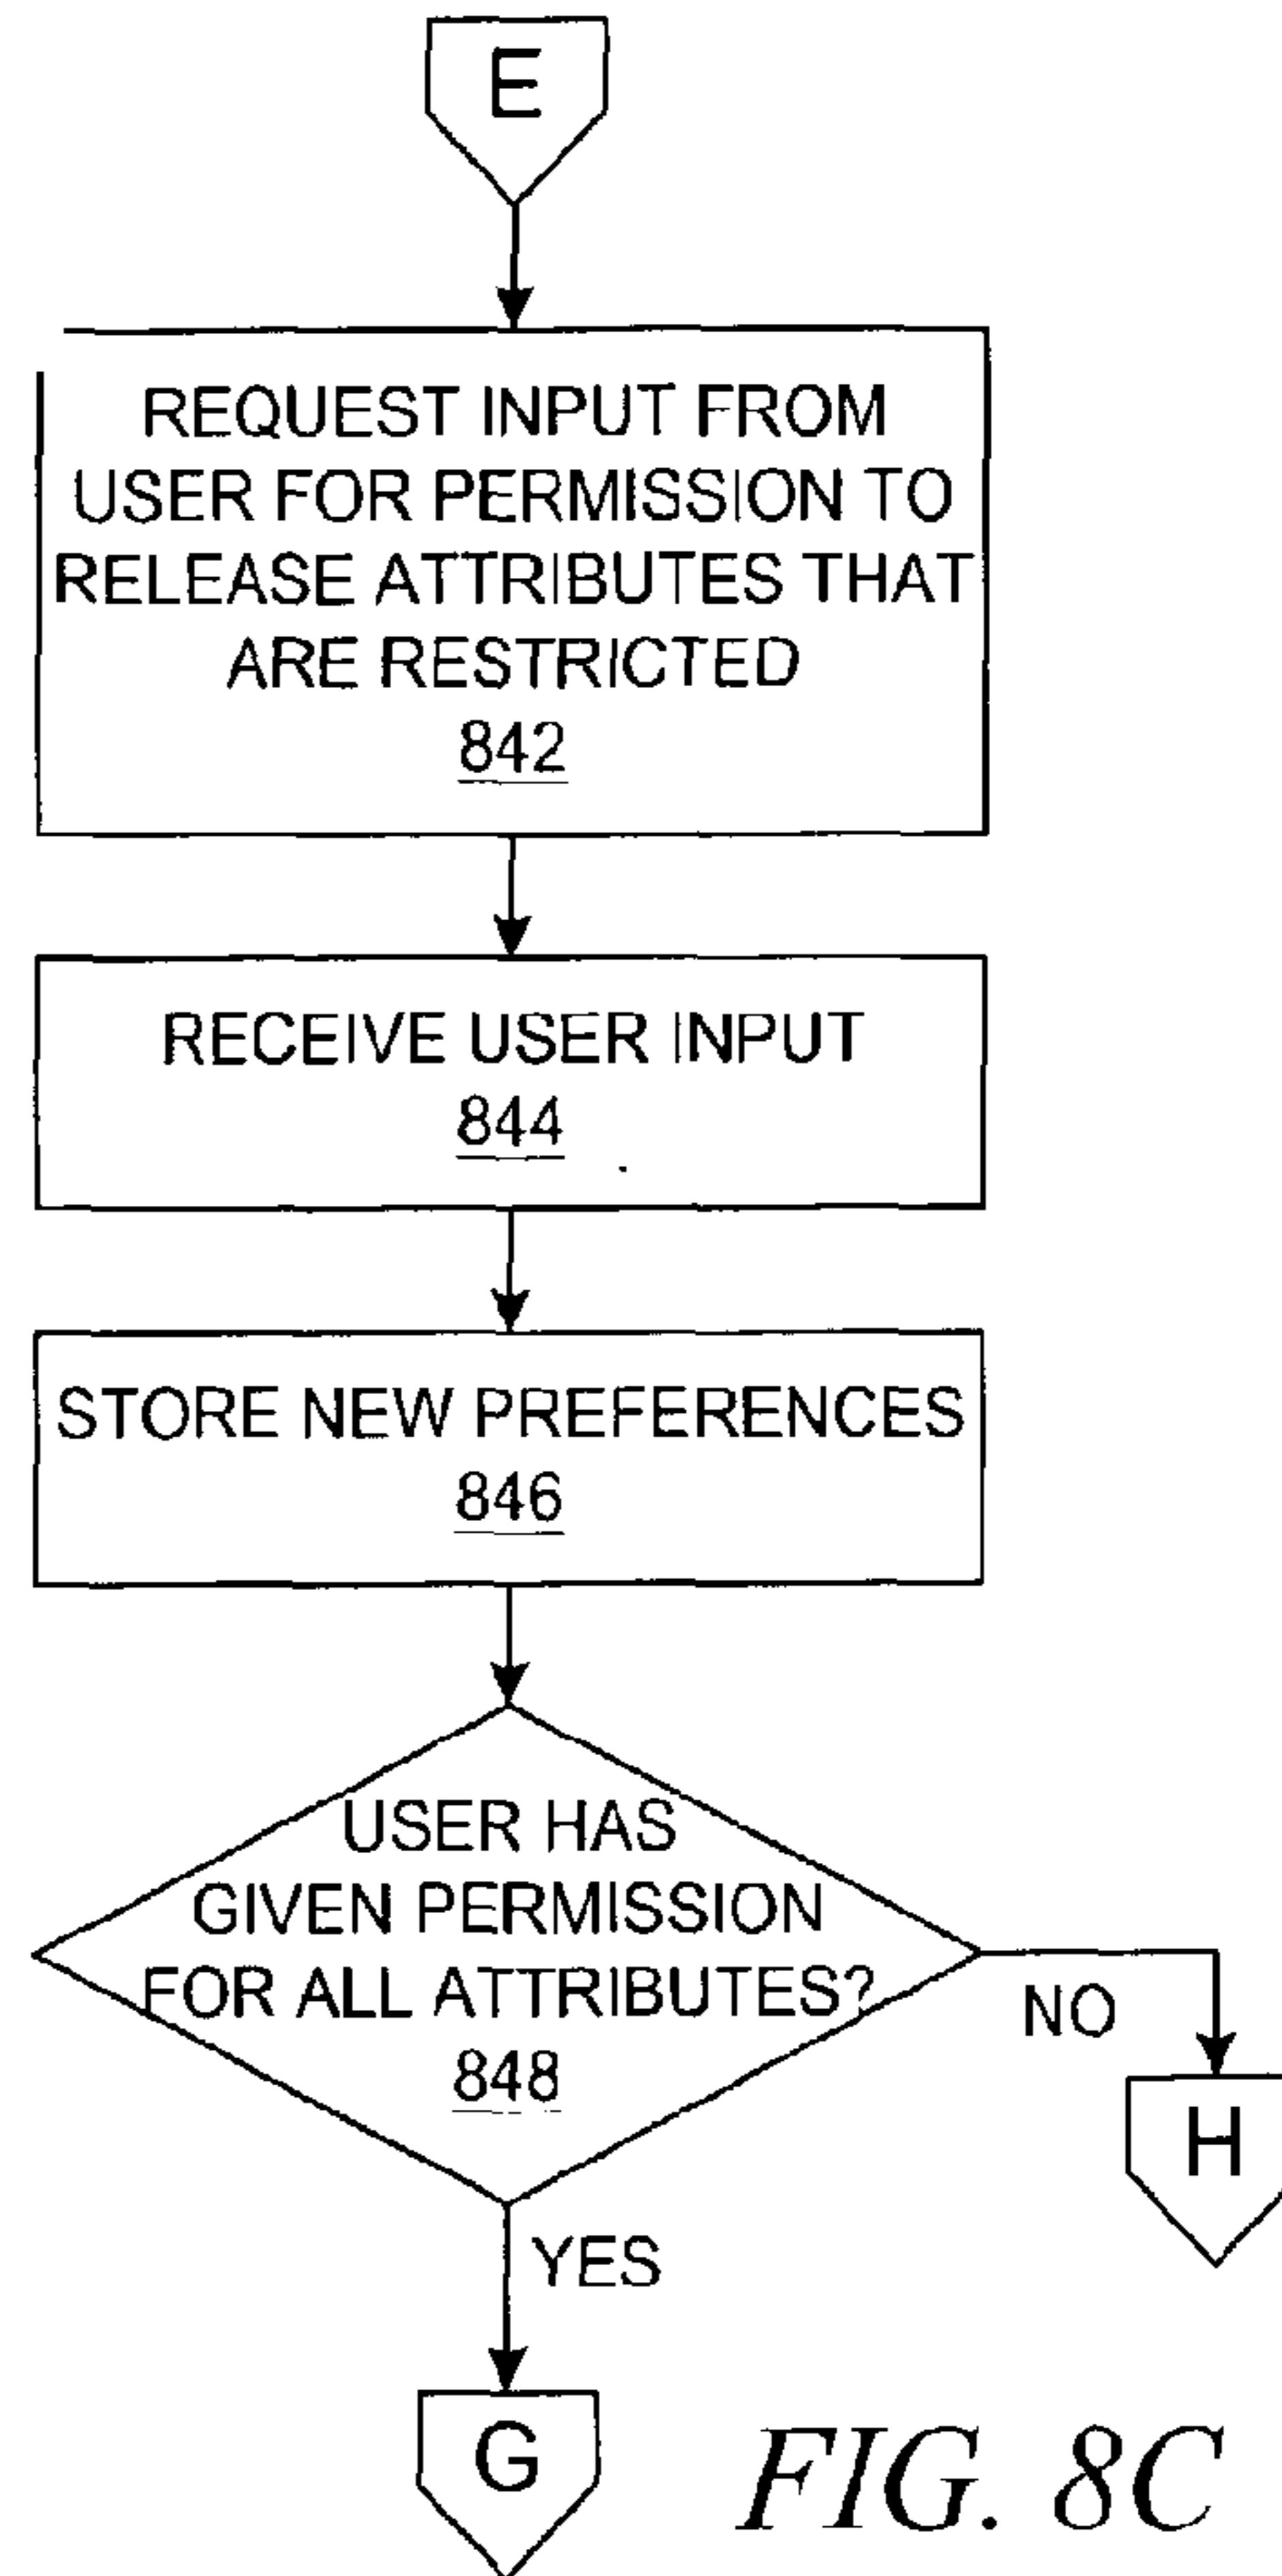 E
REQUEST INPUT FROM
USER FOR PERMISSION TO
RELEASE ATTRIBUTES THAT
ARE RESTRICTED
842
RECEIVE USER INPUT
844
STORE NEW PREFERENCES
846
USER HAS
GIVEN PERMISSION
FOR ALL ATTRIBUTES?
848
NO
H
YES
G
FIG. 8C